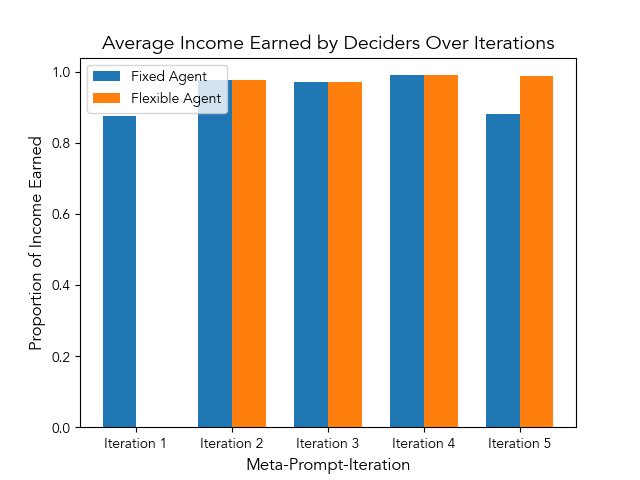 Average Income Earned by Deciders Over Iterations
Fixed Agent
Flexible Agent
Proportion of Income Earned
1.0
0.8
0.6
0.4
0.2
0.0
Iteration 1
Iteration 2
Iteration 3
Iteration 4
Iteration 5
Meta-Prompt-Iteration